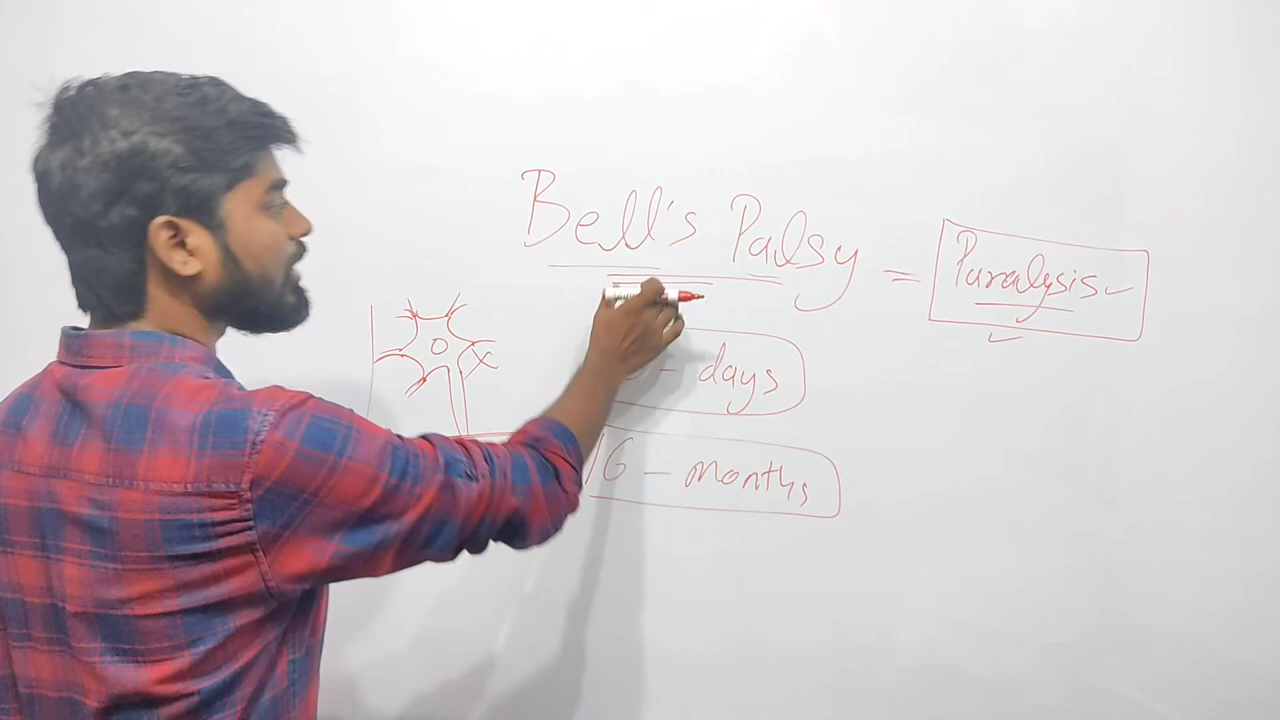 Bell's Palsy = Paralysis
- days
/6 - months